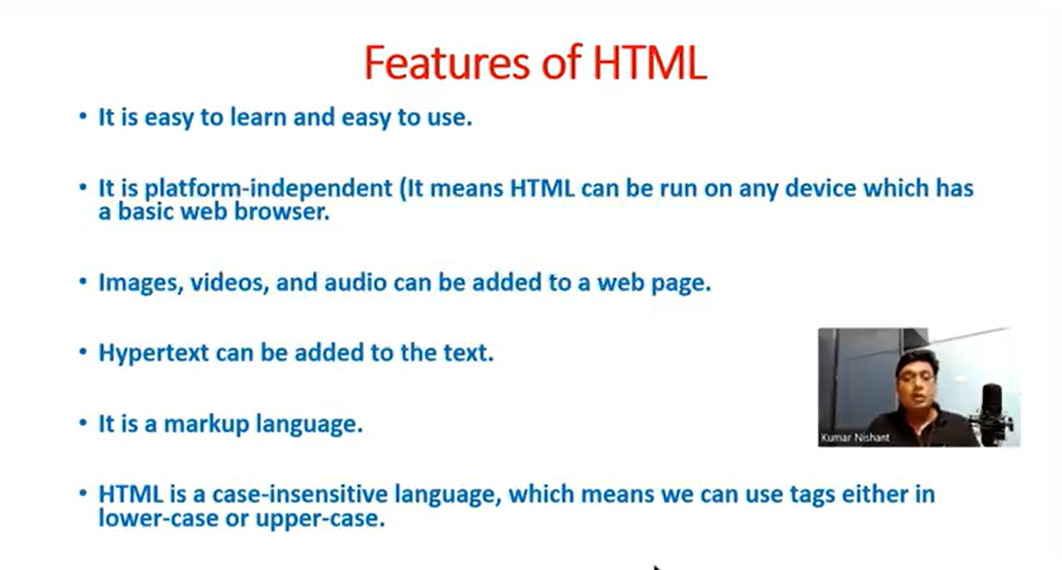 Features of HTML
• It is easy to learn and easy to use.
• It is platform-independent (It means HTML can be run on any device which has
a basic web browser.
• Images, videos, and audio can be added to a web page.
• Hypertext can be added to the text.
• It is a markup language.
• HTML is a case-insensitive language, which means we can use tags either in
lower-case or upper-case.
Kumar Nishant